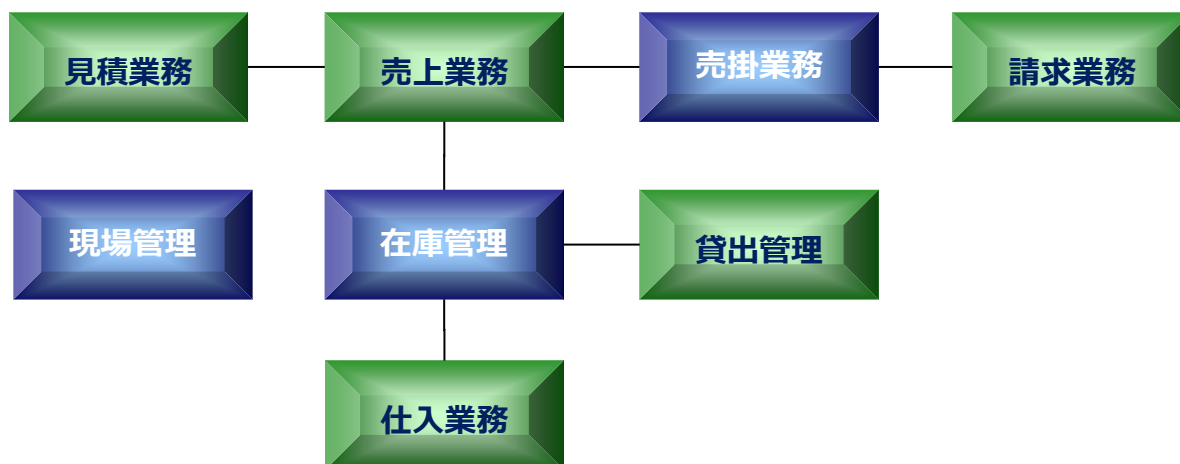 見積業務
売上業務
売掛業務
請求業務
現場管理
在庫管理
貸出管理
仕入業務